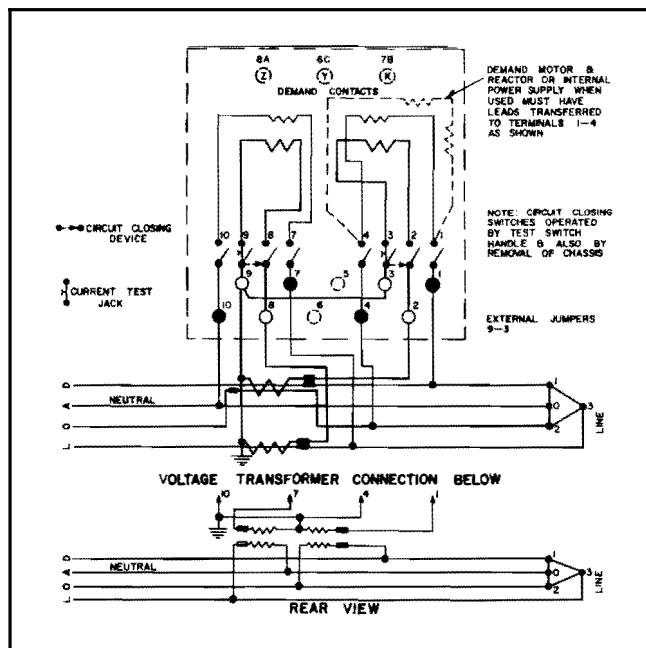 8A 6C 7B
Z Y K
DEMAND CONTACTS
DEMAND MOTOR &
REACTOR OR INTERNAL
POWER SUPPLY WHEN
USED MUST HAVE
LEADS TRANSFERRED
TO TERMINALS 1-4
AS SHOWN
CIRCUIT CLOSING
DEVICE
CURRENT TEST
JACK
NOTE: CIRCUIT CLOSING
SWITCHES OPERATED
BY TEST SWITCH
HANDLE & ALSO BY
REMOVAL OF CHASSIS
10 9 8 7 4 3 2 1
9 7 5 3 1
10 8 6 4 2
EXTERNAL JUMPERS
9-3
D
A NEUTRAL
O
L
1
0 3
2
LINE
VOLTAGE TRANSFORMER CONNECTION BELOW
10 7 4 1
D
A NEUTRAL
O
L
1
0 3
2
LINE
REAR VIEW